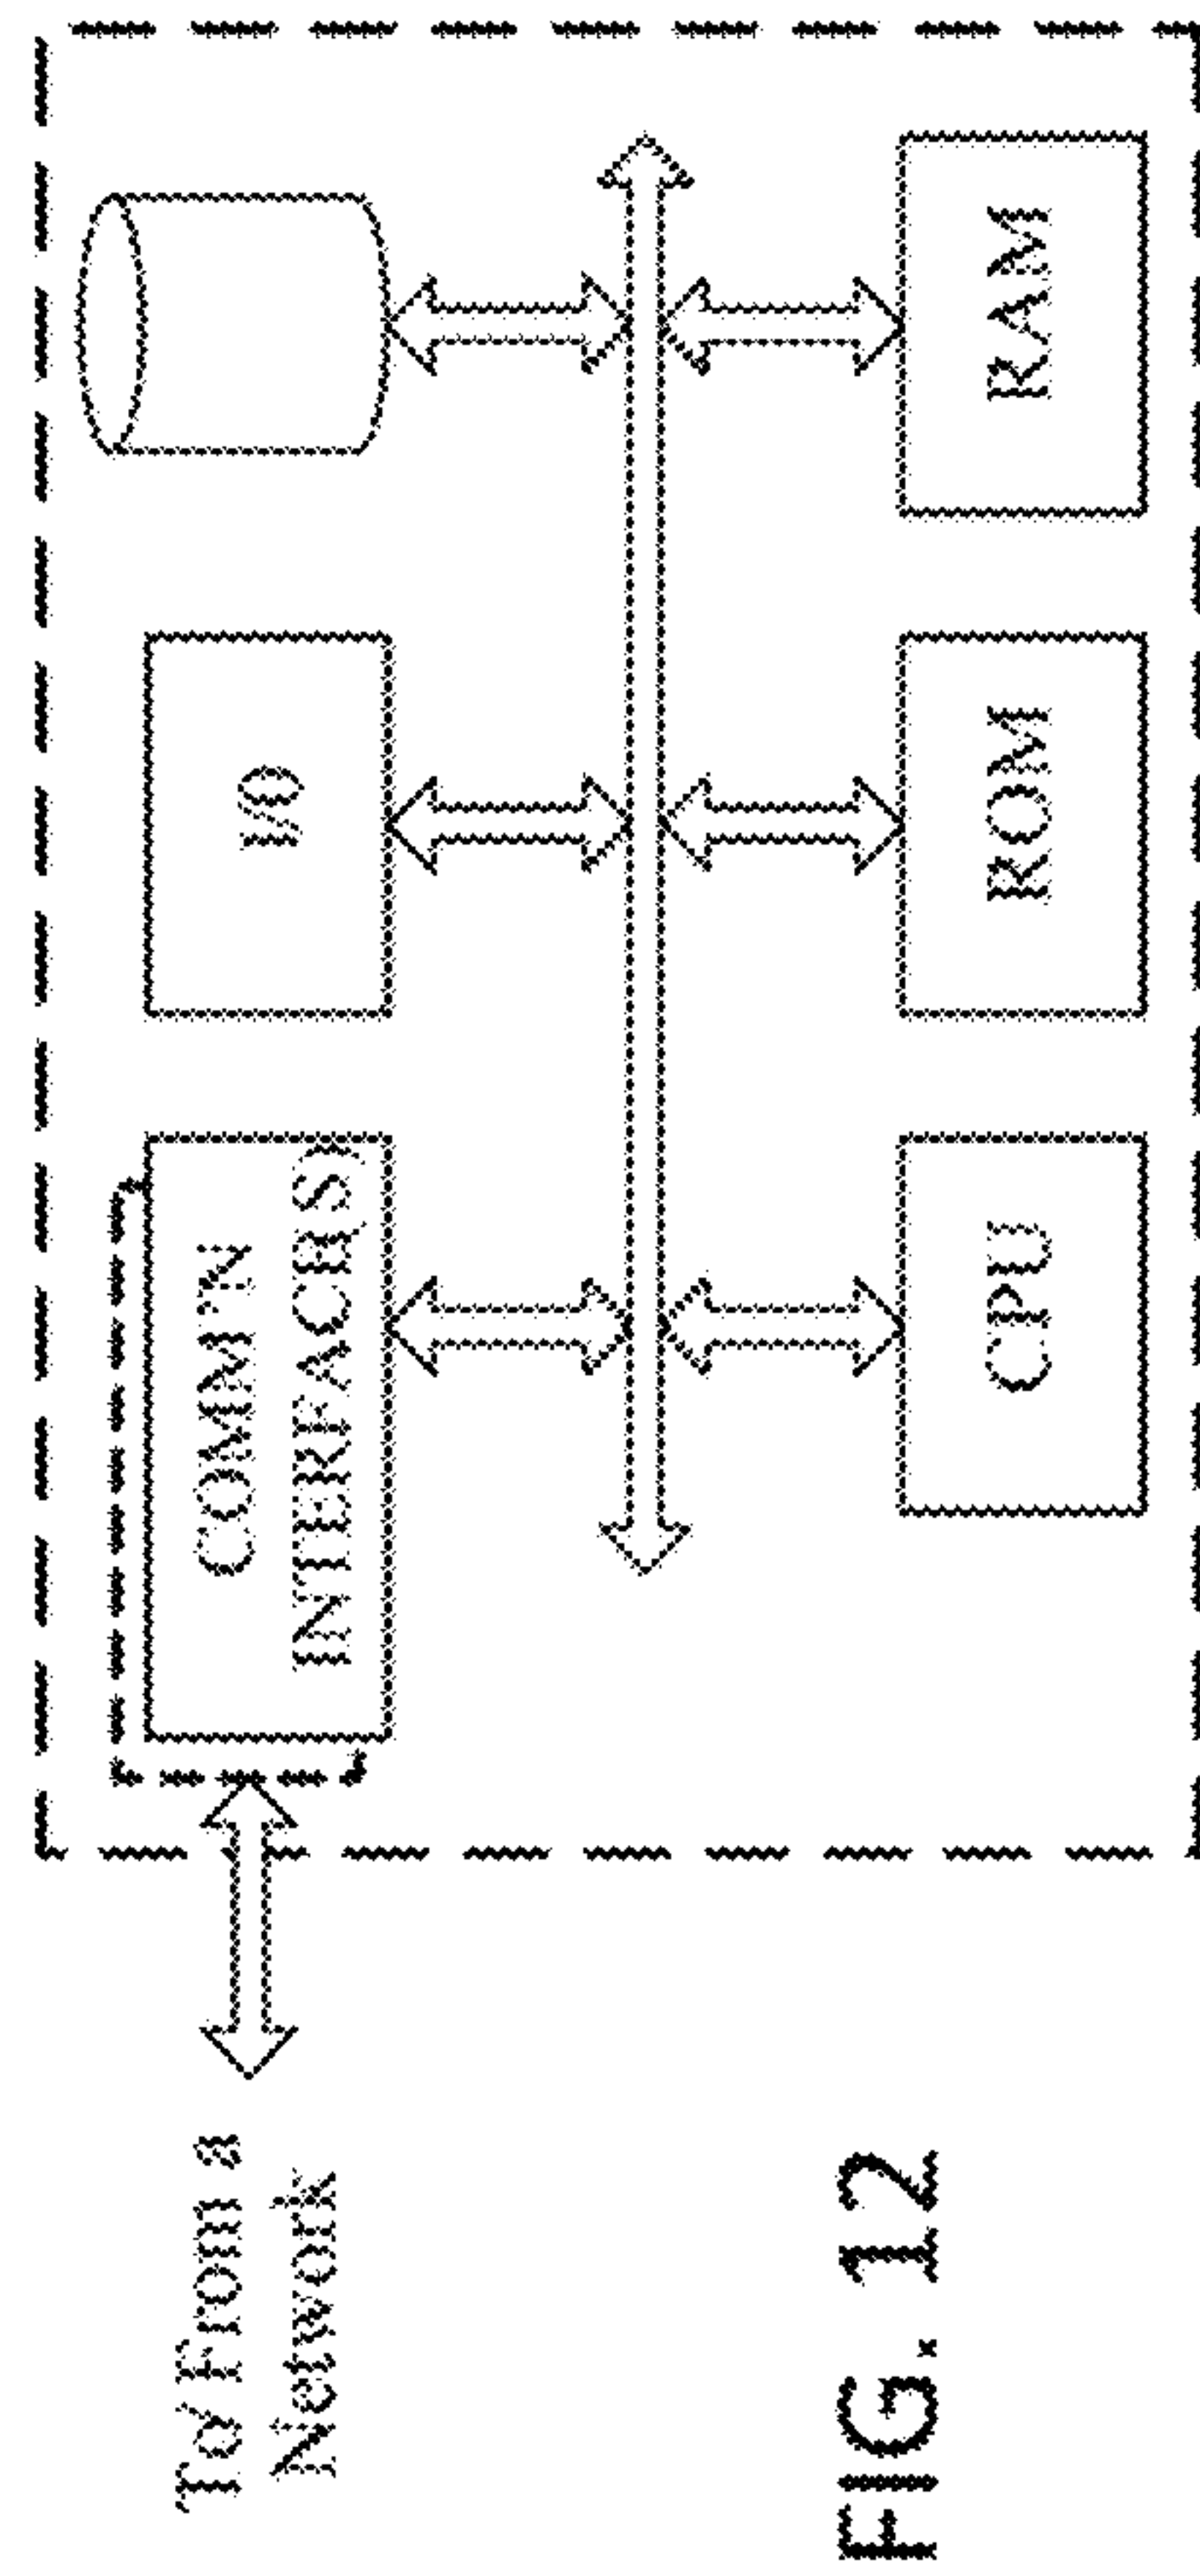 To/From a
Network
COMM'N
INTERFACE(S)
I/O
CPU
ROM
RAM
FIG. 12